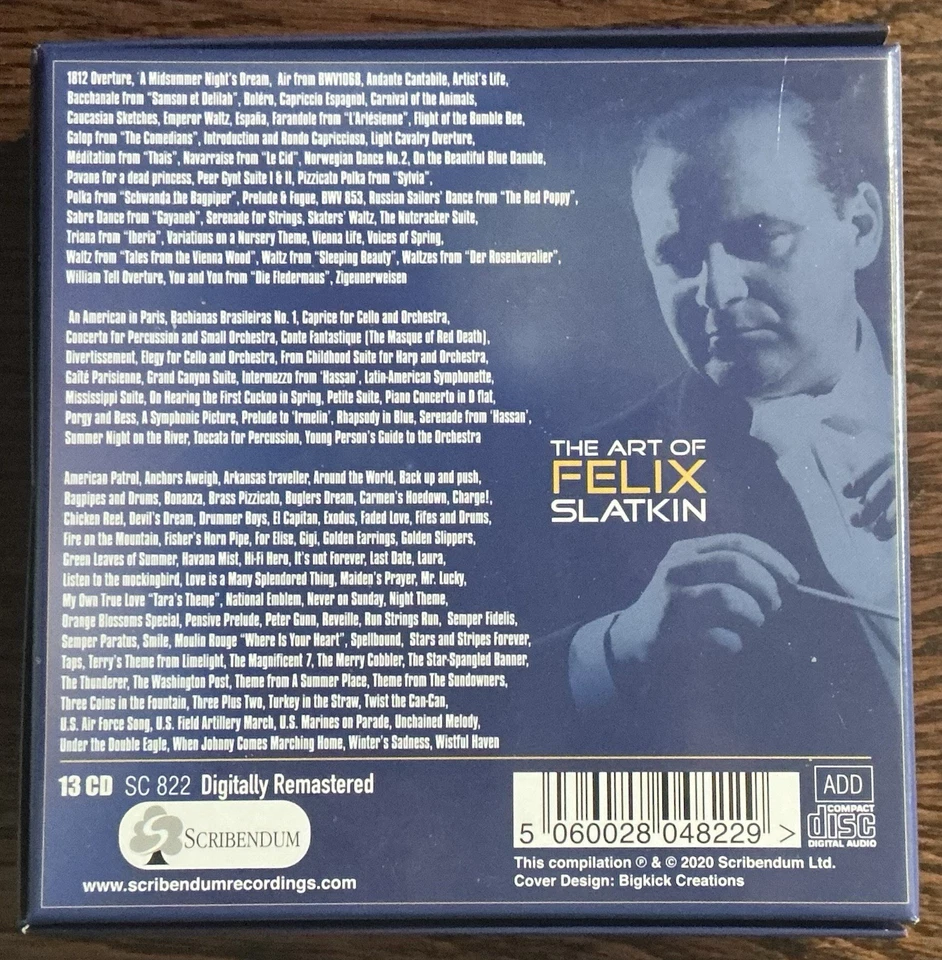 1812 Overture, A Midsummer Night's Dream, Air from BWV1068, Andante Cantabile, Artist's Life,
Bacchanale from "Samson et Delilah", Boléro, Capriccio Espagnol, Carnival of the Animals,
Caucasian Sketches, Emperor Waltz, España, Farandole from "L'Arlésienne", Flight of the Bumble Bee,
Galop from "The Comedians", Introduction and Rondo Capriccioso, Light Cavalry Overture,
Méditation from "Thais", Navarraise from "Le Cid", Norwegian Dance No.2, On the Beautiful Blue Danube,
Pavane for a dead princess, Peer Gynt Suite I & II, Pizzicato Polka from "Sylvia",
Polka from "Schwanda the Bagpiper", Prelude & Fugue, BWV 853, Russian Sailors' Dance from "The Red Poppy",
Sabre Dance from "Gayaneh", Serenade for Strings, Skaters' Waltz, The Nutcracker Suite,
Triana from "Iberia", Variations on a Nursery Theme, Vienna Life, Voices of Spring,
Waltz from "Tales from the Vienna Wood", Waltz from "Sleeping Beauty", Waltzes from "Der Rosenkavalier",
William Tell Overture, You and You from "Die Fledermaus", Zigeunerweisen
An American in Paris, Bachianas Brasileiras No. 1, Caprice for Cello and Orchestra,
Concerto for Percussion and Small Orchestra, Conte Fantastique (The Masque of Red Death),
Divertissement, Elegy for Cello and Orchestra, From Childhood Suite for Harp and Orchestra,
Gaîté Parisienne, Grand Canyon Suite, Intermezzo from 'Hassan', Latin-American Symphonette,
Mississippi Suite, On Hearing the First Cuckoo in Spring, Petite Suite, Piano Concerto in D flat,
Porgy and Bess, A Symphonic Picture, Prelude to 'Irmelin', Rhapsody in Blue, Serenade from 'Hassan',
Summer Night on the River, Toccata for Percussion, Young Person's Guide to the Orchestra
THE ART OF
FELIX
SLATKIN
American Patrol, Anchors Aweigh, Arkansas traveller, Around the World, Back up and push,
Bagpipes and Drums, Bonanza, Brass Pizzicato, Buglers Dream, Carmen's Hoedown, Charge!,
Chicken Reel, Devil's Dream, Drummer Boys, El Capitan, Exodus, Faded Love, Fifes and Drums,
Fire on the Mountain, Fisher's Horn Pipe, For Elise, Gigi, Golden Earrings, Golden Slippers,
Green Leaves of Summer, Havana Mist, Hi-Fi Hero, It's not Forever, Last Date, Laura,
Listen to the mockingbird, Love is a Many Splendored Thing, Maiden's Prayer, Mr. Lucky,
My Own True Love "Tara's Theme", National Emblem, Never on Sunday, Night Theme,
Orange Blossoms Special, Pensive Prelude, Peter Gunn, Reveille, Run Strings Run, Semper Fidelis,
Semper Paratus, Smile, Moulin Rouge "Where Is Your Heart", Spellbound, Stars and Stripes Forever,
Taps, Terry's Theme from Limelight, The Magnificent 7, The Merry Cobbler, The Star-Spangled Banner,
The Thunderer, The Washington Post, Theme from A Summer Place, Theme from The Sundowners,
Three Coins in the Fountain, Three Plus Two, Turkey in the Straw, Twist the Can-Can,
U.S. Air Force Song, U.S. Field Artillery March, U.S. Marines on Parade, Unchained Melody,
Under the Double Eagle, When Johnny Comes Marching Home, Winter's Sadness, Wistful Haven
13 CD SC 822 Digitally Remastered
SCRIBENDUM
www.scribendumrecordings.com
5 060028 048229 >
ADD
COMPACT
disc
DIGITAL AUDIO
This compilation ℗ & © 2020 Scribendum Ltd.
Cover Design: Bigkick Creations